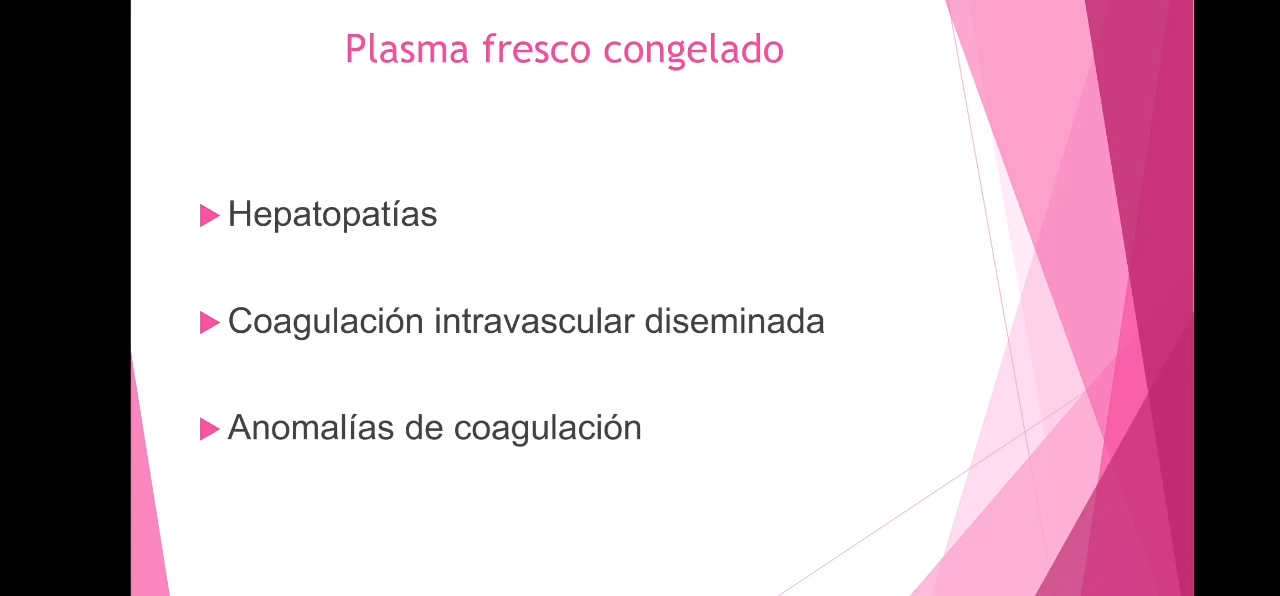 Plasma fresco congelado
Hepatopatías
Coagulación intravascular diseminada
Anomalías de coagulación